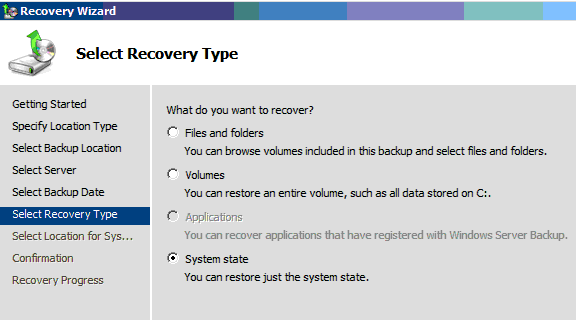 Recovery Wizard
Select Recovery Type
Getting Started
Specify Location Type
Select Backup Location
Select Server
Select Backup Date
Select Recovery Type
Select Location for Sys...
Confirmation
Recovery Progress
What do you want to recover?
Files and folders
You can browse volumes included in this backup and select files and folders.
Volumes
You can restore an entire volume, such as all data stored on C:.
Applications
You can recover applications that have registered with Windows Server Backup.
System state
You can restore just the system state.